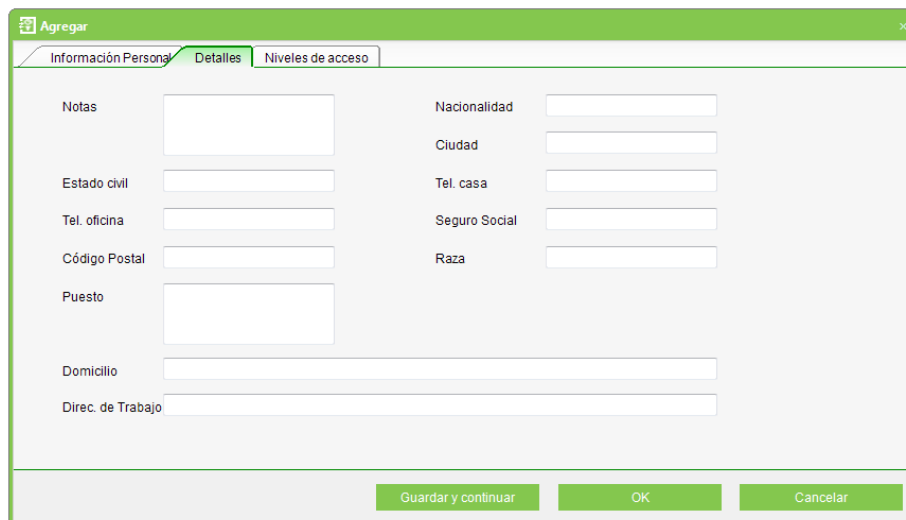 Agregar
Información Personal Detalles Niveles de acceso
Notas Nacionalidad
Ciudad
Estado civil Tel. casa
Tel. oficina Seguro Social
Código Postal Raza
Puesto
Domicilio
Direc. de Trabajo
Guardar y continuar OK Cancelar